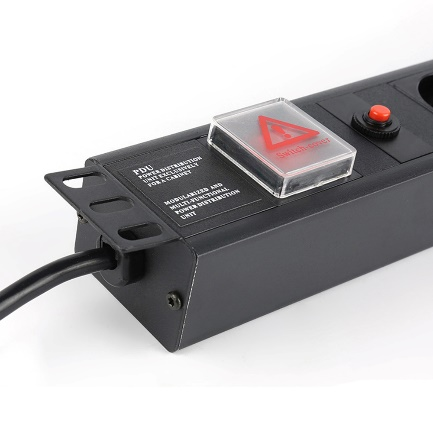 PDU
POWER DISTRIBUTION
UNIT EXCLUSIVELY
FOR A CABINET
MODULARIZED AND
MULTI-FUNCTIONAL
POWER DISTRIBUTION
UNIT